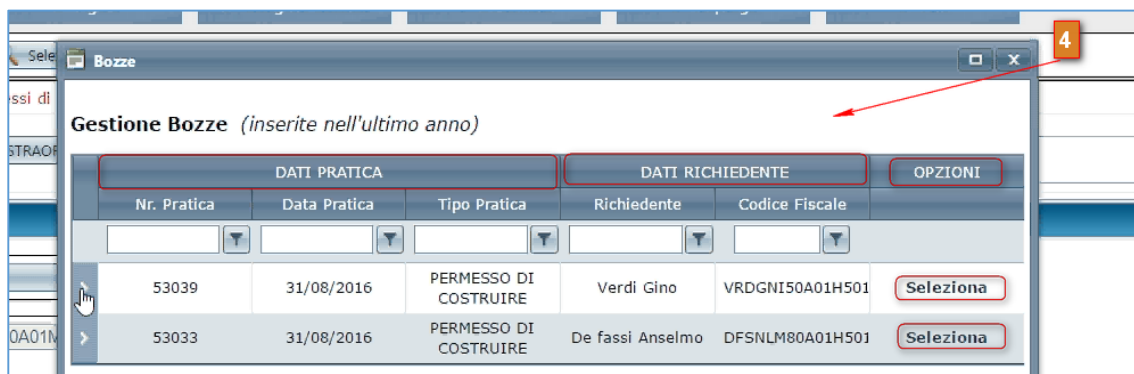 4
Sele
Bozze
ssi di
Gestione Bozze (inserite nell'ultimo anno)
STRAOR
DATI PRATICA DATI RICHIEDENTE OPZIONI
Nr. Pratica Data Pratica Tipo Pratica Richiedente Codice Fiscale
53039 31/08/2016 PERMESSO DI COSTRUIRE Verdi Gino VRDGNI50A01H501 Seleziona
0A01M
53033 31/08/2016 PERMESSO DI COSTRUIRE De fassi Anselmo DFSNLM80A01H501 Seleziona